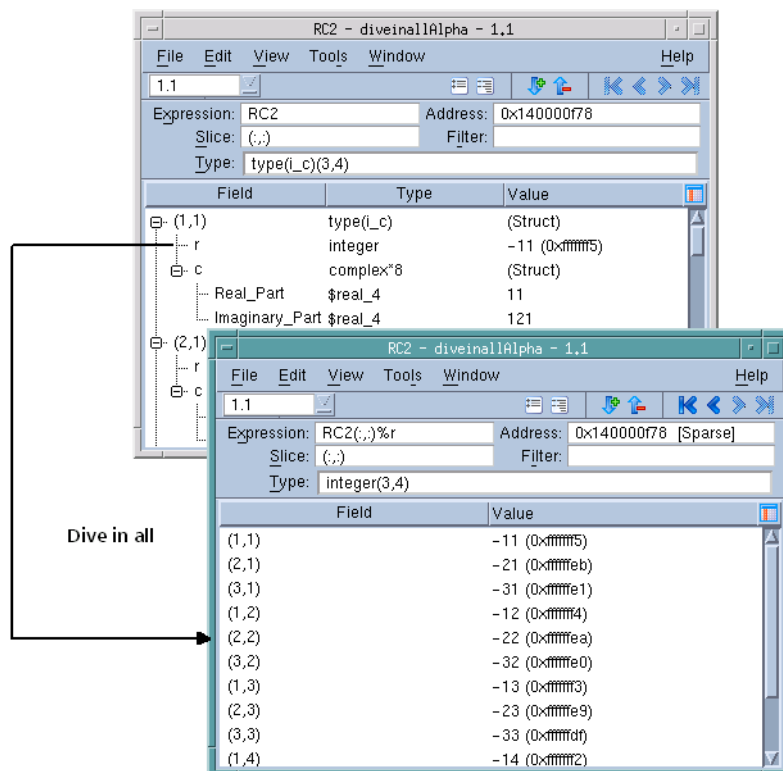 RC2 - diveinallAlpha - 1.1
File Edit View Tools Window Help
1.1
Expression: RC2 Address: 0x140000f78
Slice: (:,:) Filter:
Type: type(i_c)(3,4)
Field Type Value
(1,1) type(i_c) (Struct)
r integer -11 (0xfffffff5)
c complex*8 (Struct)
Real_Part $real_4 11
Imaginary_Part $real_4 121
(2,1)
r
c
RC2 - diveinallAlpha - 1.1
File Edit View Tools Window Help
1.1
Expression: RC2(:,:)%r Address: 0x140000f78 [Sparse]
Slice: (:,:) Filter:
Type: integer(3,4)
Field Value
(1,1) -11 (0xfffffff5)
(2,1) -21 (0xffffffeb)
(3,1) -31 (0xffffffe1)
(1,2) -12 (0xfffffff4)
(2,2) -22 (0xffffffea)
(3,2) -32 (0xffffffe0)
(1,3) -13 (0xfffffff3)
(2,3) -23 (0xffffffe9)
(3,3) -33 (0xffffffdf)
(1,4) -14 (0xfffffff2)
Dive in all